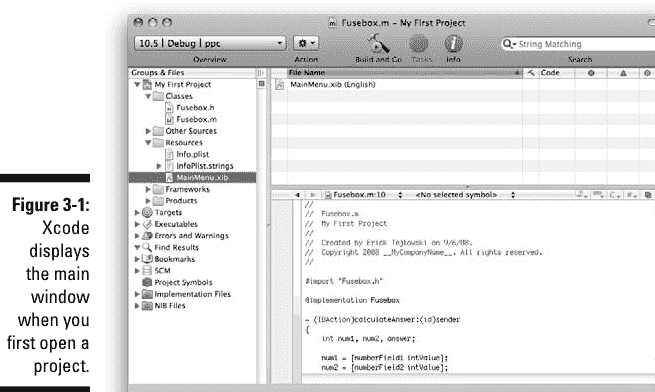 Fusebox.m - My First Project
10.5 | Debug | ppc
String Matching
Overview
Action
Build and Go
Tasks
Info
Search
Groups & Files
File Name
Code
My First Project
Classes
Fusebox.h
Fusebox.m
Other Sources
Resources
Info.plist
InfoPlist.strings
MainMenu.xib
Frameworks
Products
Targets
Executables
Errors and Warnings
Find Results
Bookmarks
SCM
Project Symbols
Implementation Files
NIB Files
MainMenu.xib (English)
Fusebox.m:10
<No selected symbol>
//
// Fusebox.m
// My First Project
//
// Created by Erick Tejkowski on 9/6/08.
// Copyright 2008 __MyCompanyName__. All rights reserved.
//
#import "Fusebox.h"
@implementation Fusebox
- (IBAction)calculateAnswer:(id)sender
{
int num1, num2, answer;
num1 = [numberField1 intValue];
num2 = [numberField2 intValue];
Figure 3-1:
Xcode
displays
the main
window
when you
first open a
project.